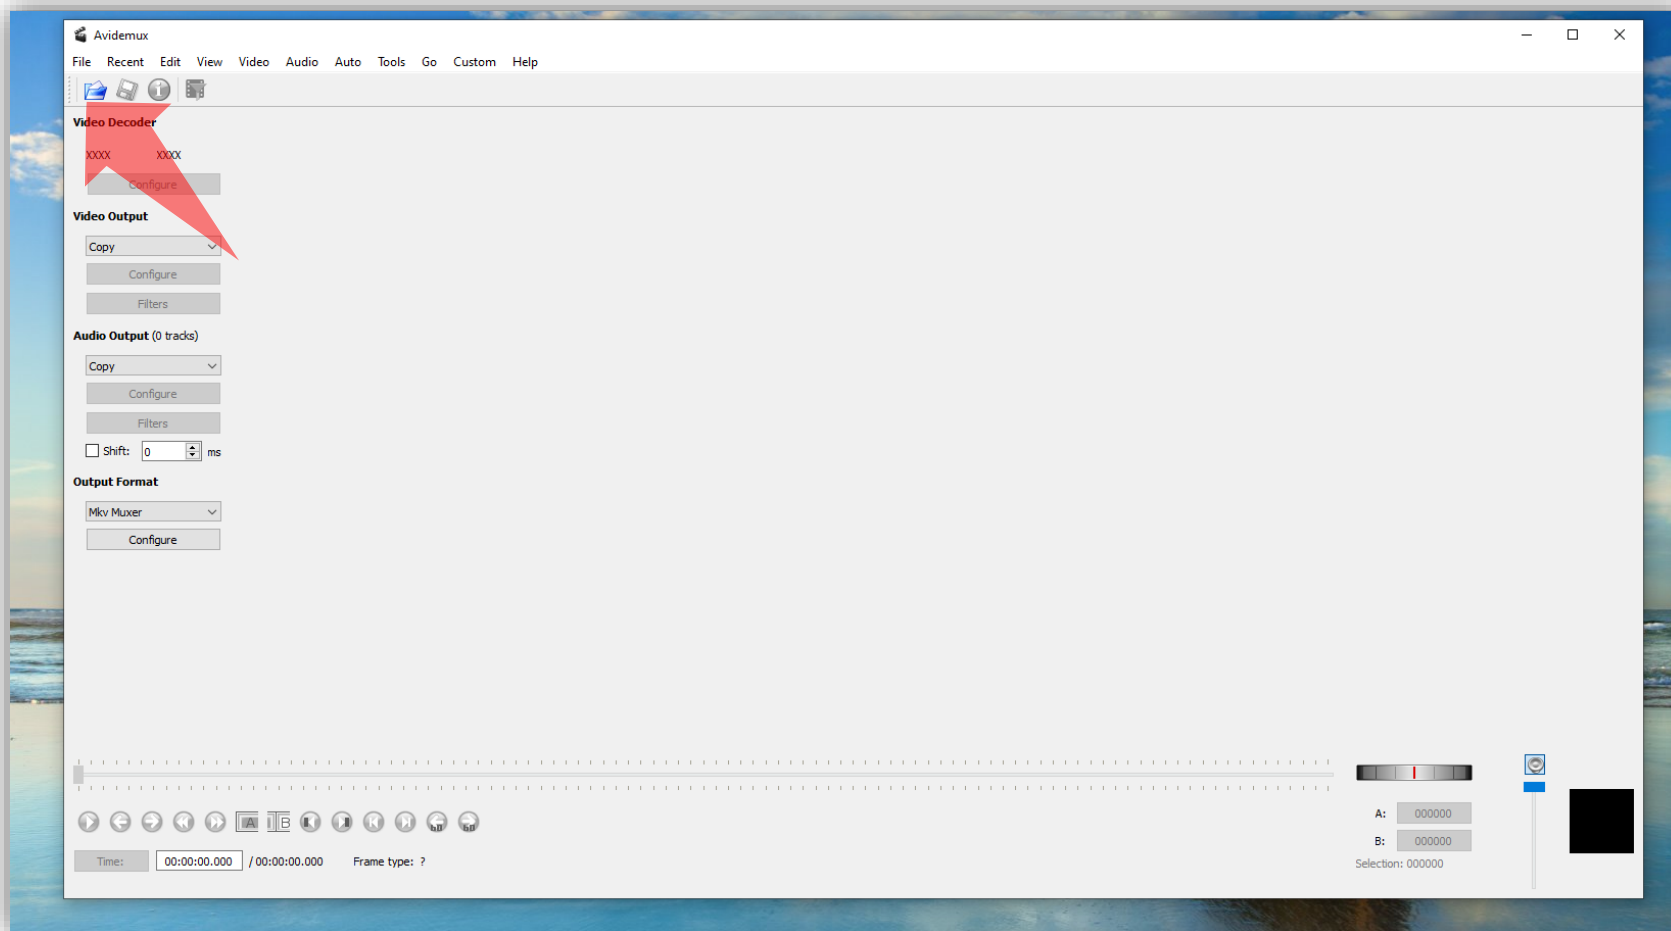 Avidemux
File Recent Edit View Video Audio Auto Tools Go Custom Help
Video Decoder
XXXX XXXX
Configure
Video Output
Copy
Configure
Filters
Audio Output (0 tracks)
Copy
Configure
Filters
Shift: 0 ms
Output Format
Mkv Muxer
Configure
A B 60 60
A: 000000
B: 000000
Time: 00:00:00.000 / 00:00:00.000 Frame type: ?
Selection: 000000